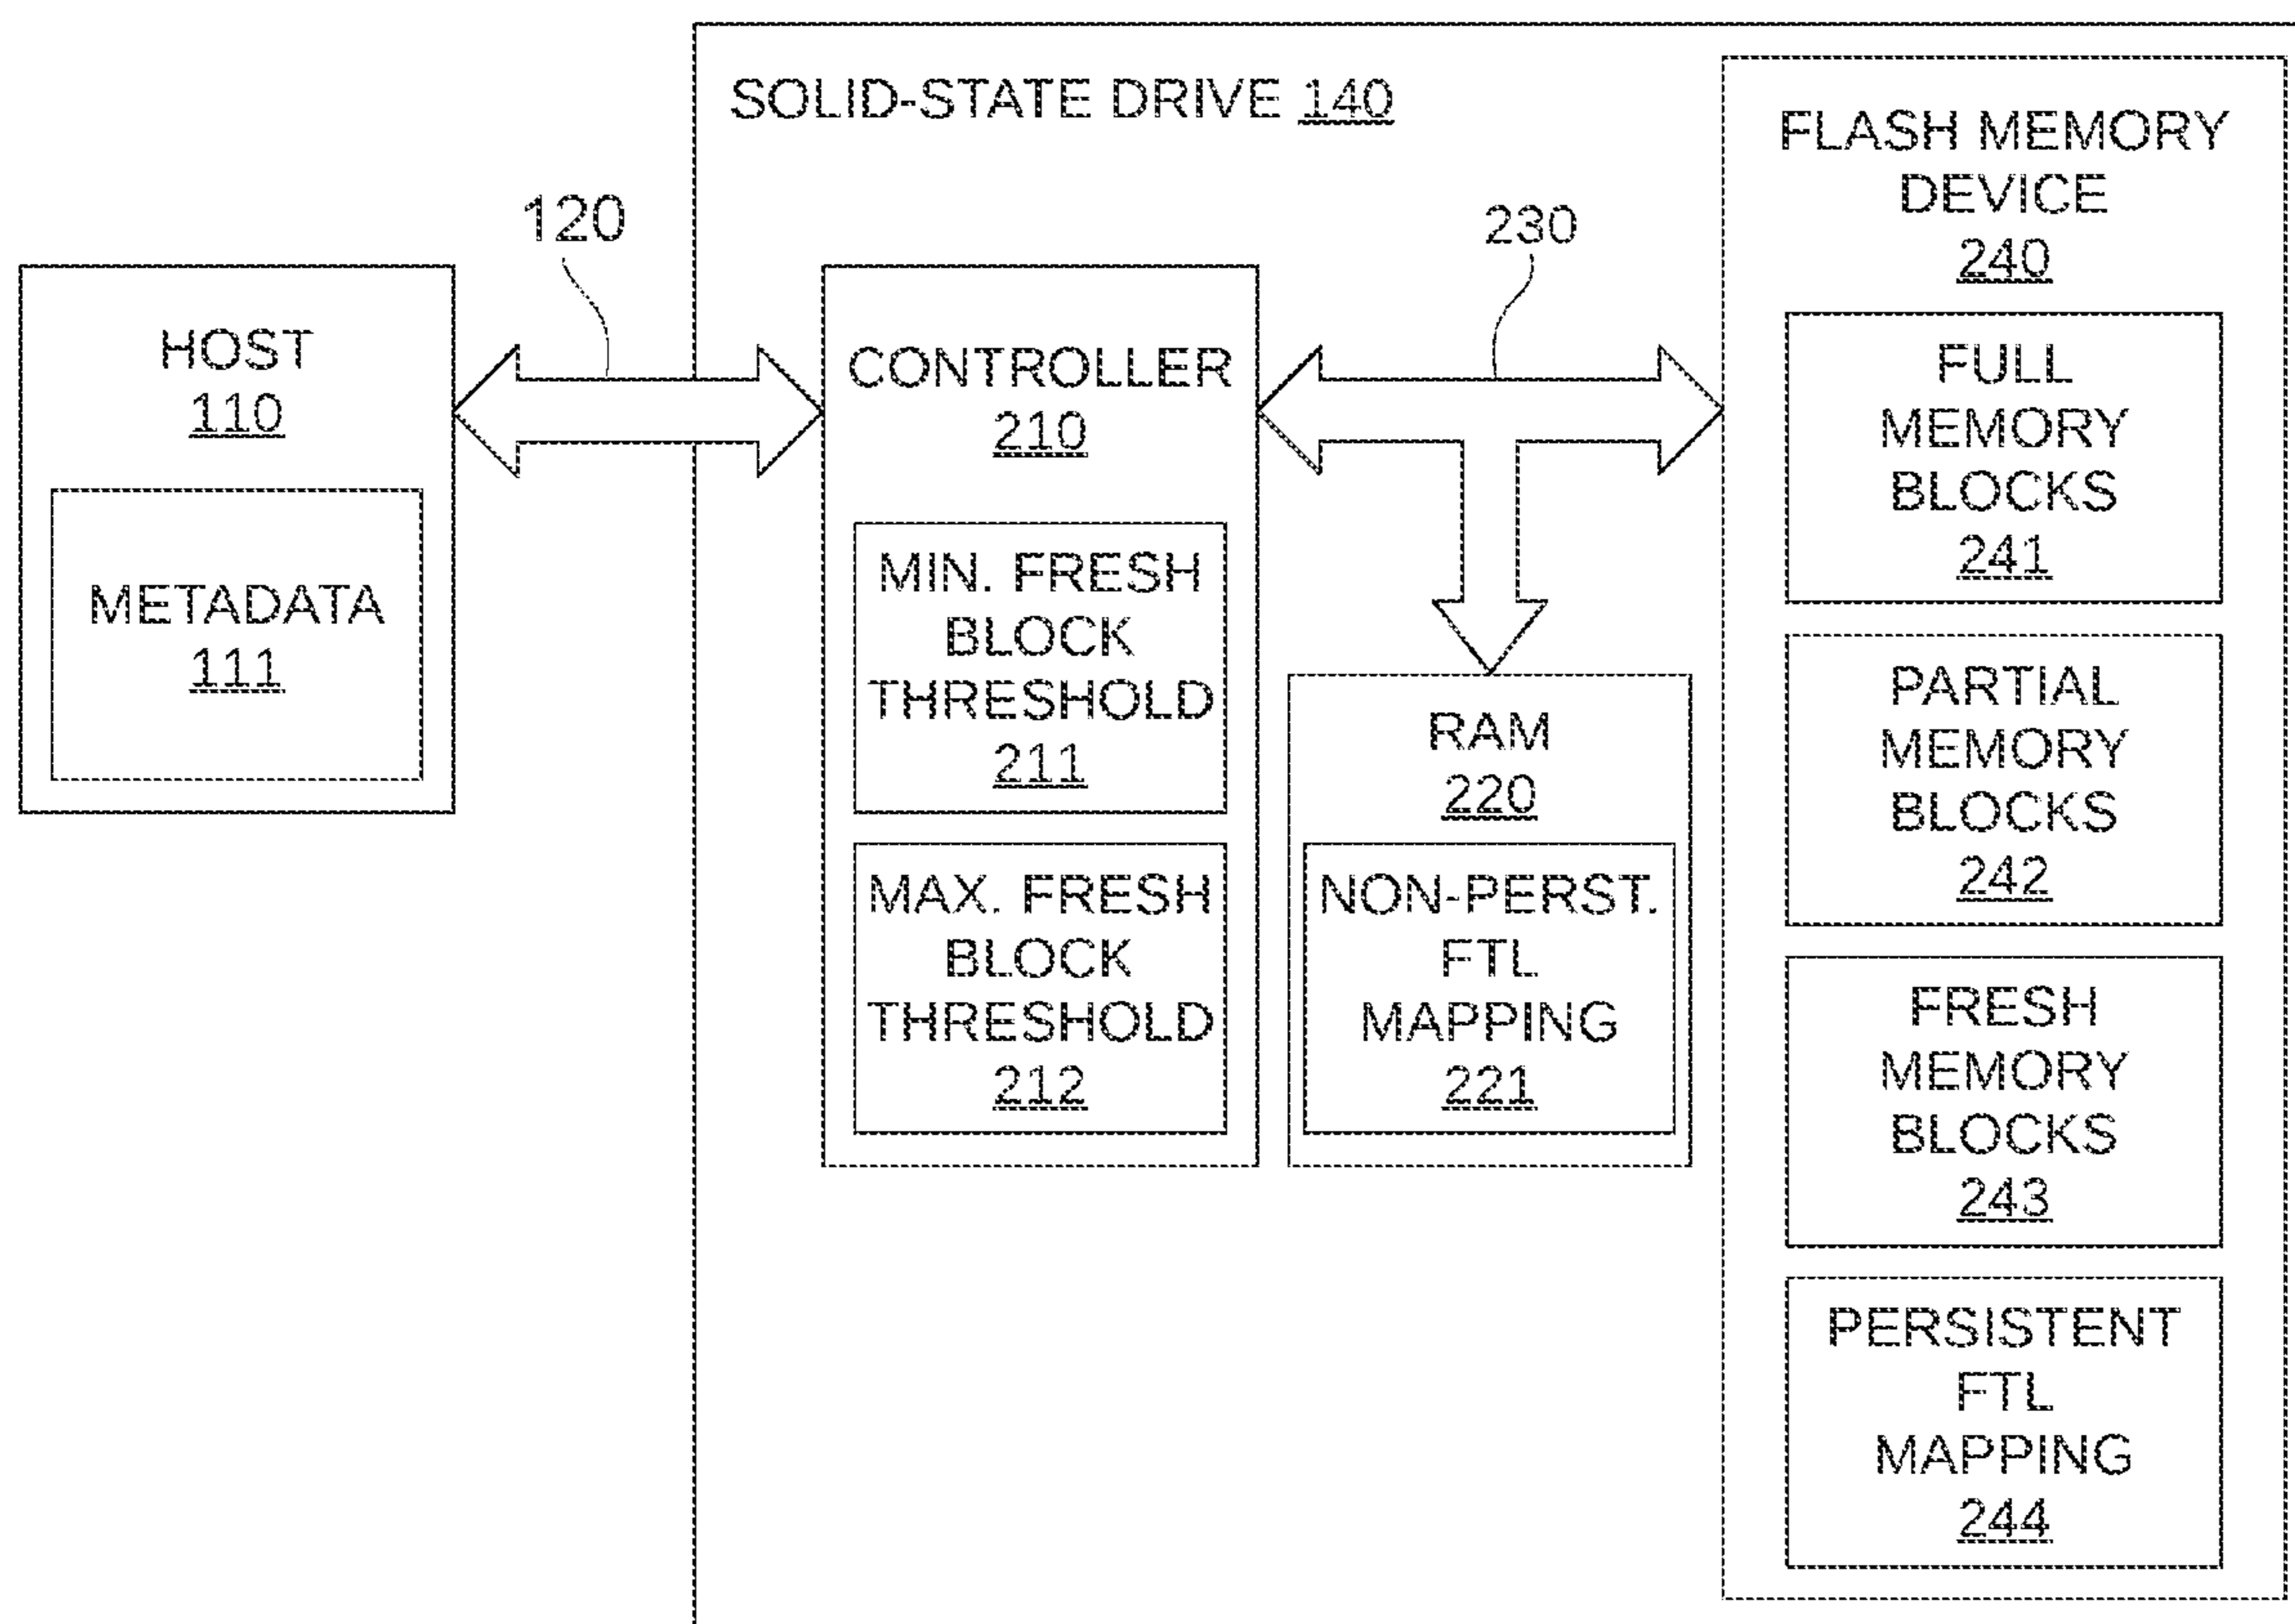 SOLID-STATE DRIVE 140
120
230
HOST
110
METADATA
111
CONTROLLER
210
MIN. FRESH
BLOCK
THRESHOLD
211
MAX. FRESH
BLOCK
THRESHOLD
212
RAM
220
NON-PERST.
FTL
MAPPING
221
FLASH MEMORY
DEVICE
240
FULL
MEMORY
BLOCKS
241
PARTIAL
MEMORY
BLOCKS
242
FRESH
MEMORY
BLOCKS
243
PERSISTENT
FTL
MAPPING
244